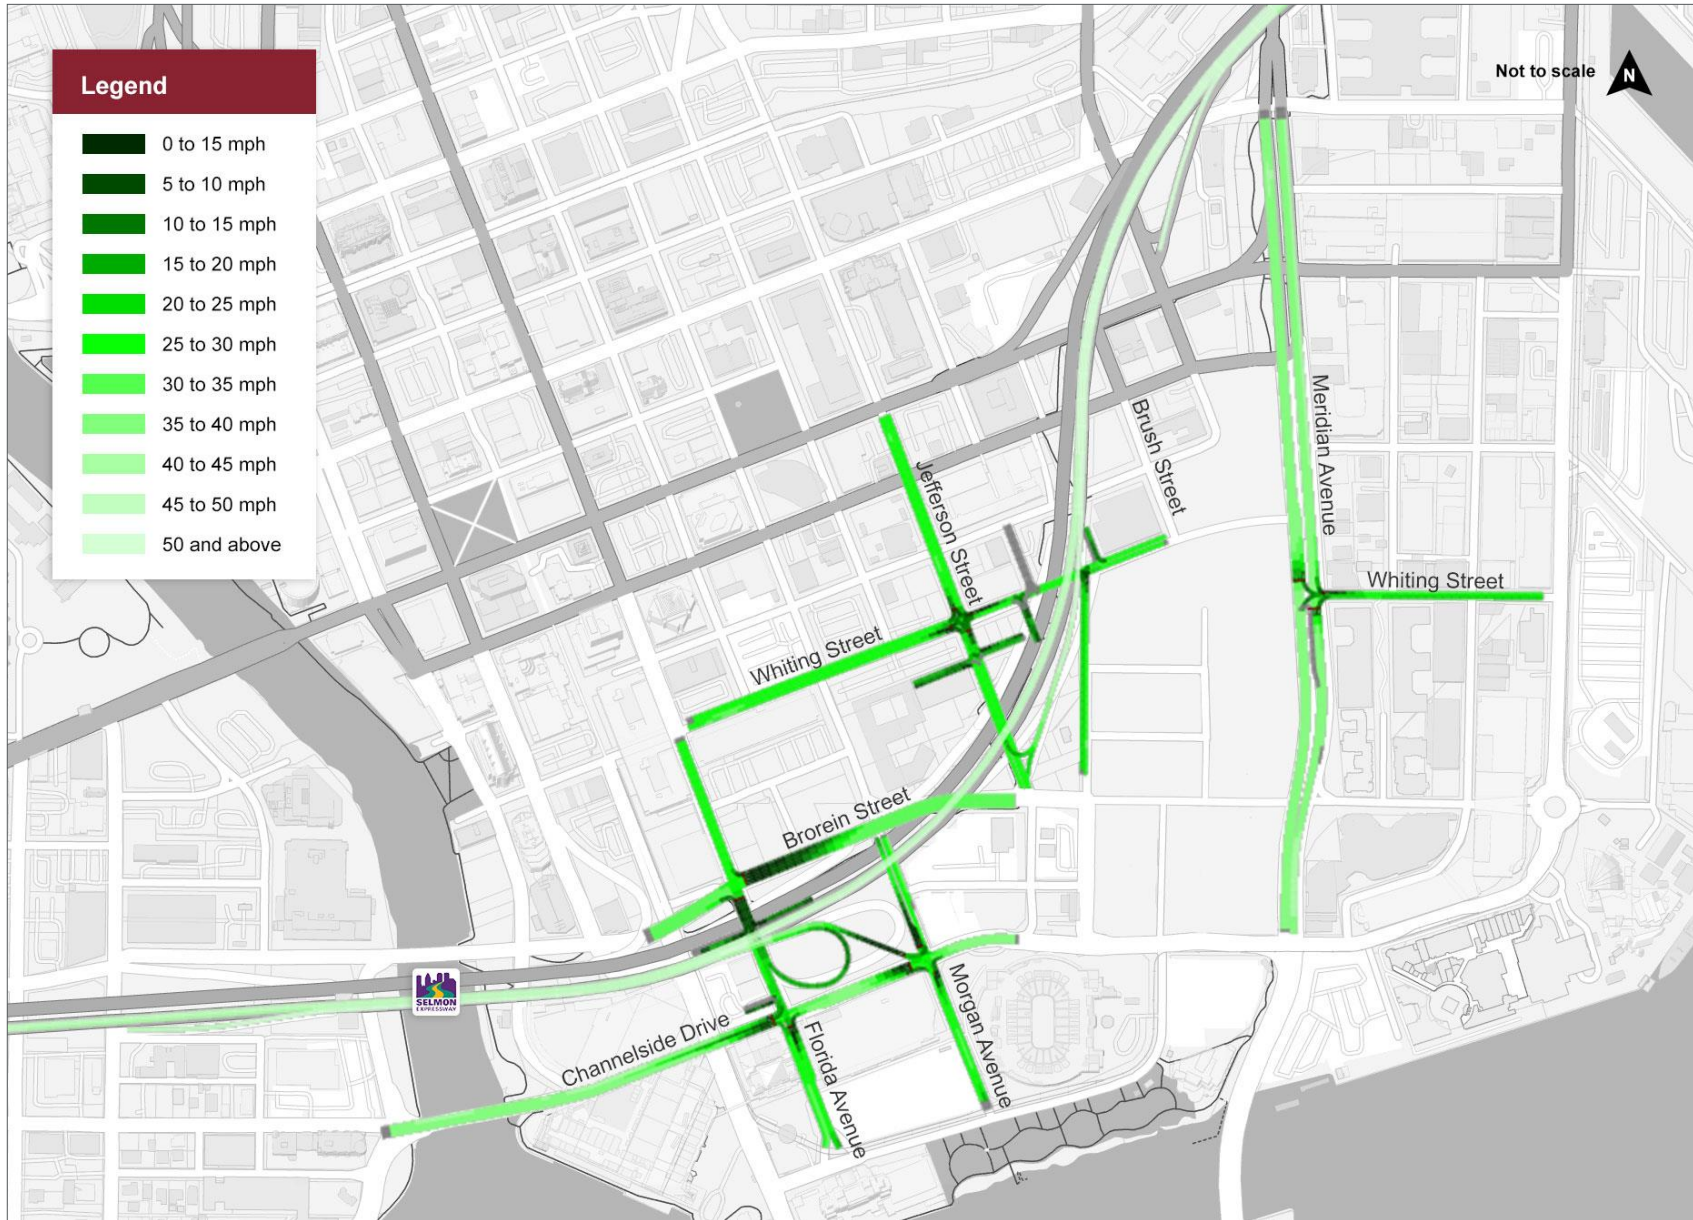 Legend
0 to 15 mph
5 to 10 mph
10 to 15 mph
15 to 20 mph
20 to 25 mph
25 to 30 mph
30 to 35 mph
35 to 40 mph
40 to 45 mph
45 to 50 mph
50 and above
Not to scale
N
Meridian Avenue
Brush Street
Jefferson Street
Whiting Street
Whiting Street
Brorein Street
SELMON
EXPRESSWAY
Morgan Avenue
Channelside Drive
Florida Avenue